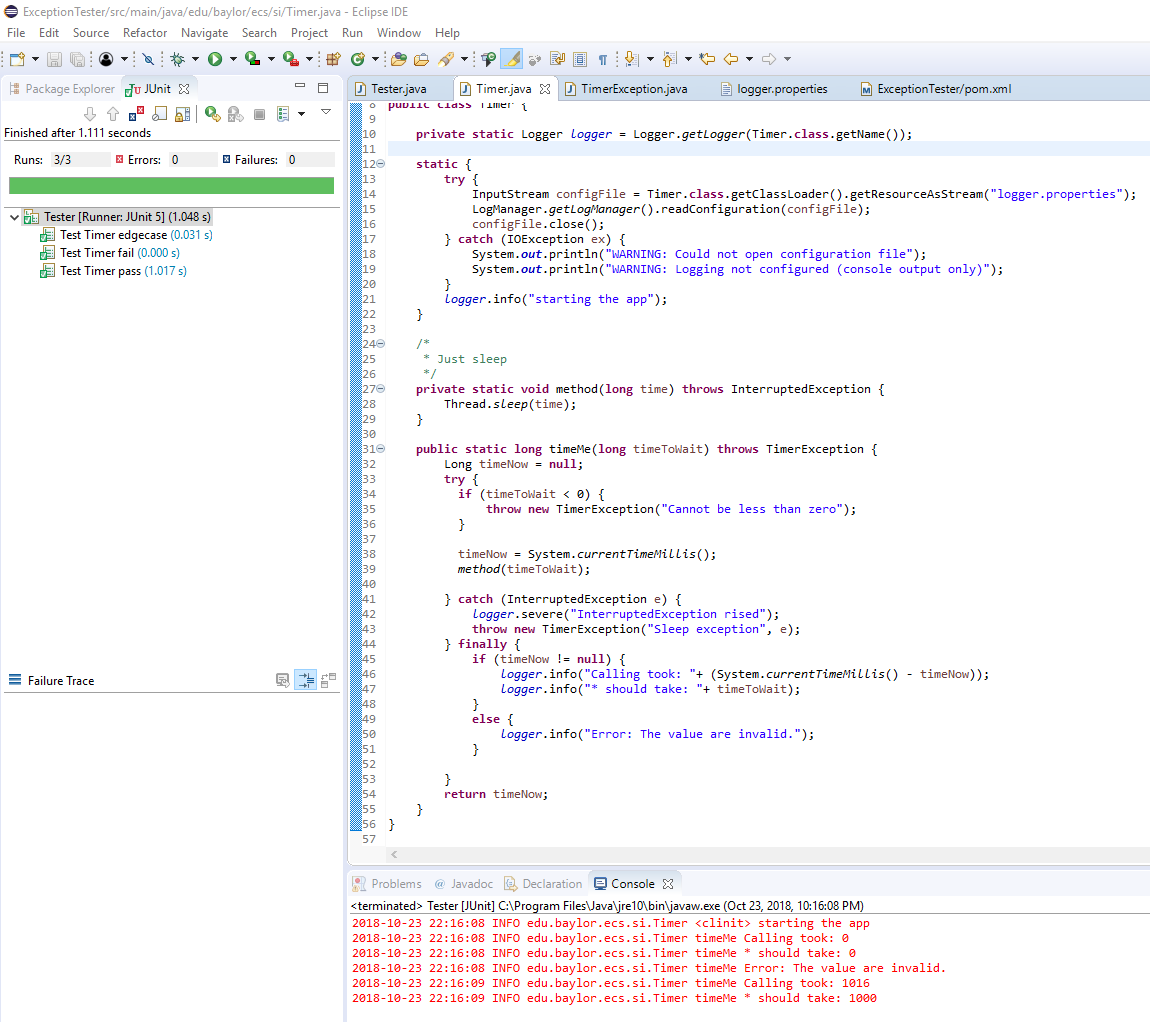 ExceptionTester/src/main/java/edu/baylor/ecs/si/Timer.java - Eclipse IDE
File Edit Source Refactor Navigate Search Project Run Window Help
Package Explorer JUnit
Finished after 1.111 seconds
Runs: 3/3 Errors: 0 Failures: 0
Tester [Runner: JUnit 5] (1.048 s)
Test Timer edgecase (0.031 s)
Test Timer fail (0.000 s)
Test Timer pass (1.017 s)
Failure Trace
Tester.java Timer.java TimerException.java logger.properties ExceptionTester/pom.xml
8 public class Timer {
9
10 private static Logger logger = Logger.getLogger(Timer.class.getName());
11
12 static {
13 try {
14 InputStream configFile = Timer.class.getClassLoader().getResourceAsStream("logger.properties");
15 LogManager.getLogManager().readConfiguration(configFile);
16 configFile.close();
17 } catch (IOException ex) {
18 System.out.println("WARNING: Could not open configuration file");
19 System.out.println("WARNING: Logging not configured (console output only)");
20 }
21 logger.info("starting the app");
22 }
23
24 /*
25 * Just sleep
26 */
27 private static void method(long time) throws InterruptedException {
28 Thread.sleep(time);
29 }
30
31 public static long timeMe(long timeToWait) throws TimerException {
32 Long timeNow = null;
33 try {
34 if (timeToWait < 0) {
35 throw new TimerException("Cannot be less than zero");
36 }
37
38 timeNow = System.currentTimeMillis();
39 method(timeToWait);
40
41 } catch (InterruptedException e) {
42 logger.severe("InterruptedException rised");
43 throw new TimerException("Sleep exception", e);
44 } finally {
45 if (timeNow != null) {
46 logger.info("Calling took: "+ (System.currentTimeMillis() - timeNow));
47 logger.info("* should take: "+ timeToWait);
48 }
49 else {
50 logger.info("Error: The value are invalid.");
51 }
52
53 }
54 return timeNow;
55 }
56 }
57
Problems Javadoc Declaration Console
<terminated> Tester [JUnit] C:\Program Files\Java\jre10\bin\javaw.exe (Oct 23, 2018, 10:16:08 PM)
2018-10-23 22:16:08 INFO edu.baylor.ecs.si.Timer <clinit> starting the app
2018-10-23 22:16:08 INFO edu.baylor.ecs.si.Timer timeMe Calling took: 0
2018-10-23 22:16:08 INFO edu.baylor.ecs.si.Timer timeMe * should take: 0
2018-10-23 22:16:08 INFO edu.baylor.ecs.si.Timer timeMe Error: The value are invalid.
2018-10-23 22:16:09 INFO edu.baylor.ecs.si.Timer timeMe Calling took: 1016
2018-10-23 22:16:09 INFO edu.baylor.ecs.si.Timer timeMe * should take: 1000